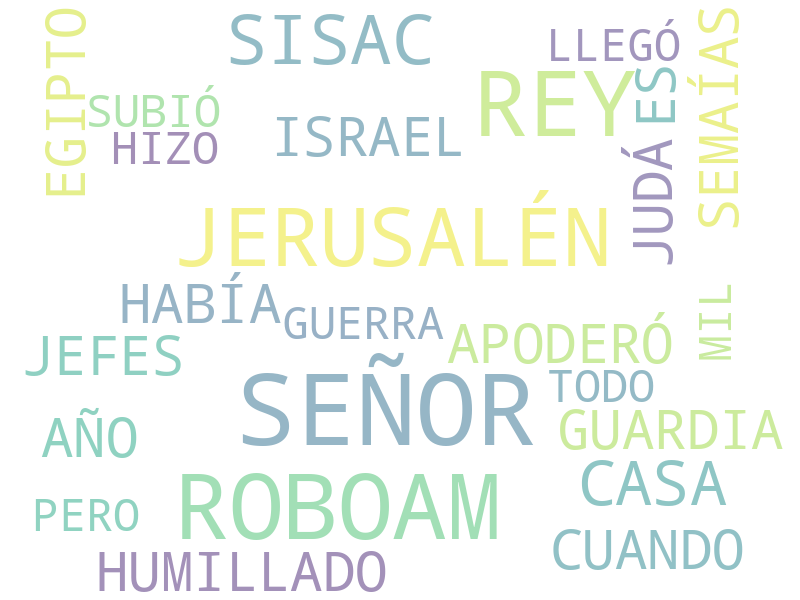 EGIPTO
SISAC
LLEGÓ
SEMAÍAS
SUBIÓ
REY
ES
HIZO
ISRAEL
JUDÁ
JERUSALÉN
HABÍA
GUERRA
MIL
APODERÓ
JEFES
SEÑOR
TODO
AÑO
GUARDIA
ROBOAM
CASA
PERO
CUANDO
HUMILLADO